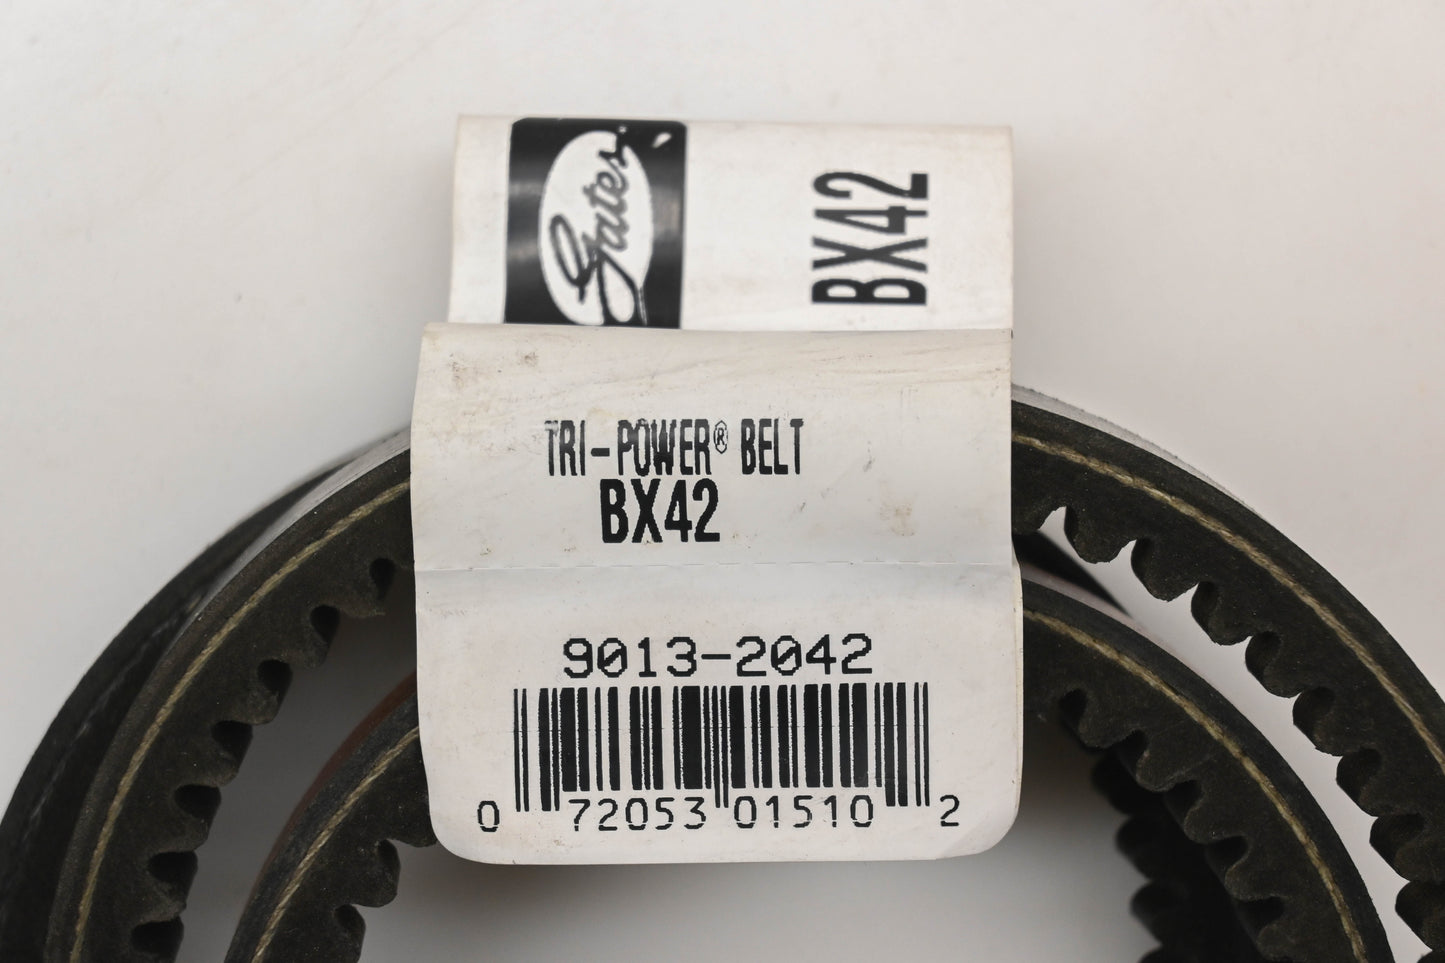 Gates
BX42
TRI-POWER® BELT
BX42
9013-2042
0 72053 01510 2